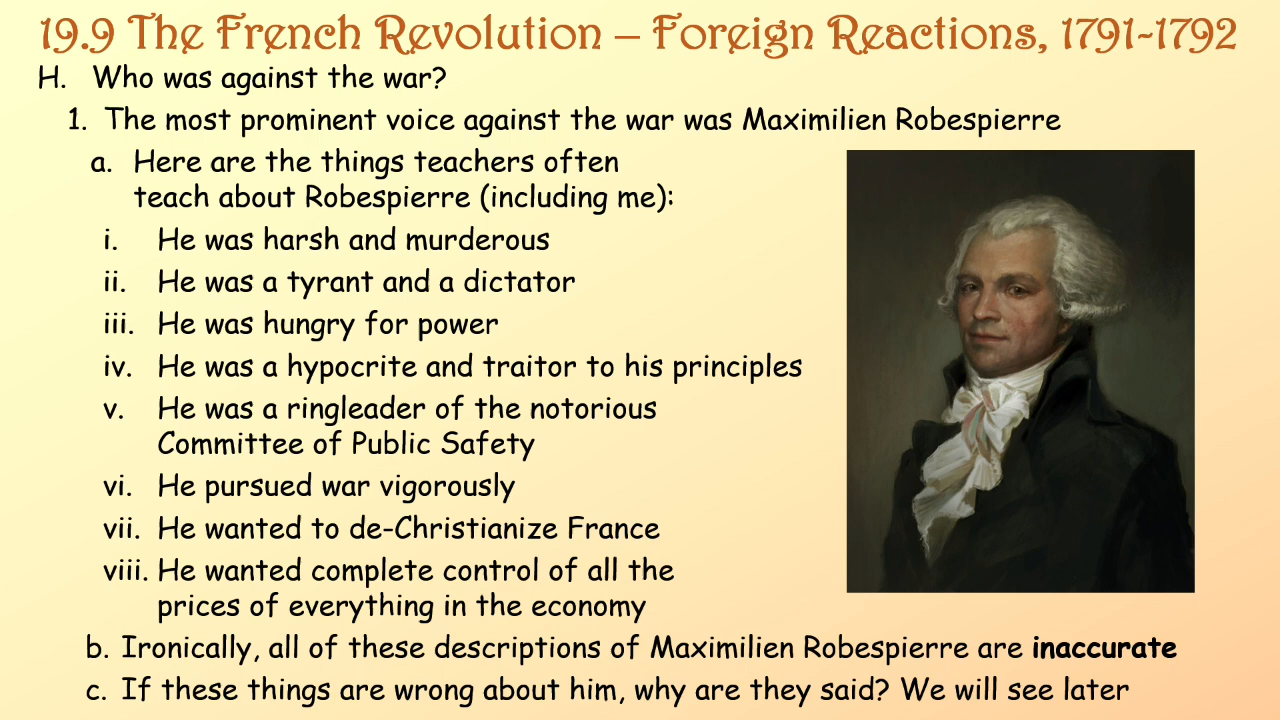 19.9 The French Revolution – Foreign Reactions, 1791-1792
H. Who was against the war?
1. The most prominent voice against the war was Maximilien Robespierre
a. Here are the things teachers often
teach about Robespierre (including me):
i. He was harsh and murderous
ii. He was a tyrant and a dictator
iii. He was hungry for power
iv. He was a hypocrite and traitor to his principles
v. He was a ringleader of the notorious
Committee of Public Safety
vi. He pursued war vigorously
vii. He wanted to de-Christianize France
viii. He wanted complete control of all the
prices of everything in the economy
b. Ironically, all of these descriptions of Maximilien Robespierre are inaccurate
c. If these things are wrong about him, why are they said? We will see later